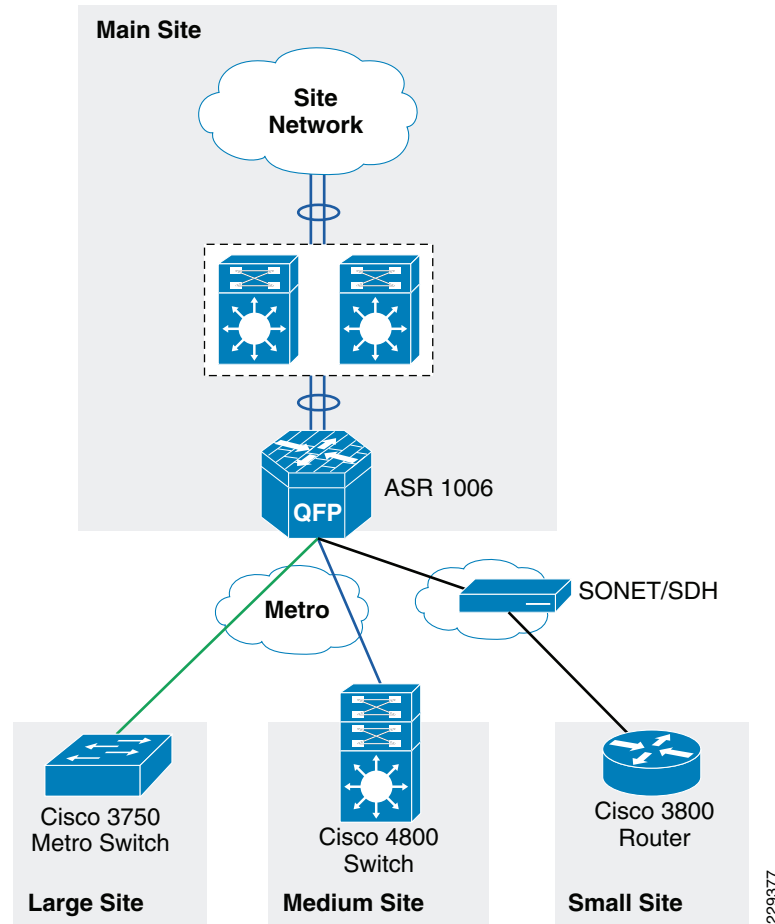 Main Site
Site
Network
ASR 1006
QFP
Metro
SONET/SDH
Cisco 3750
Metro Switch
Cisco 4800
Switch
Cisco 3800
Router
Large Site
Medium Site
Small Site
229377